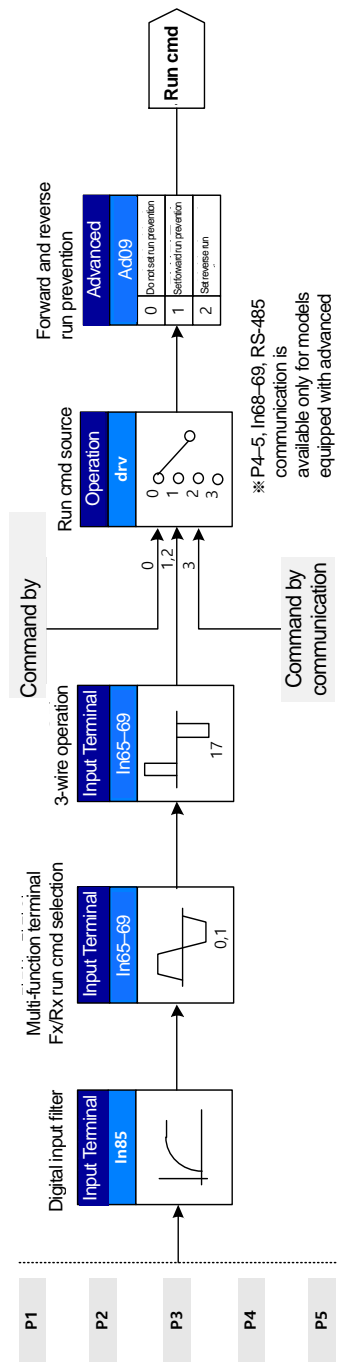 P1
P2
P3
P4
P5
Digital input filter
Input Terminal
In85
Multi-function terminal
Fx/Rx run cmd selection
Input Terminal
In65–69
0,1
3-wire operation
Input Terminal
In65–69
17
Command by
0
1,2
3
Command by
communication
Run cmd source
Operation
drv
0
1
2
3
Forward and reverse
run prevention
Advanced
Ad09
0 Do not set run prevention
1 Set forward run prevention
2 Set reverse run
Run cmd
※ P4–5, In68–69, RS-485
communication is
available only for models
equipped with advanced